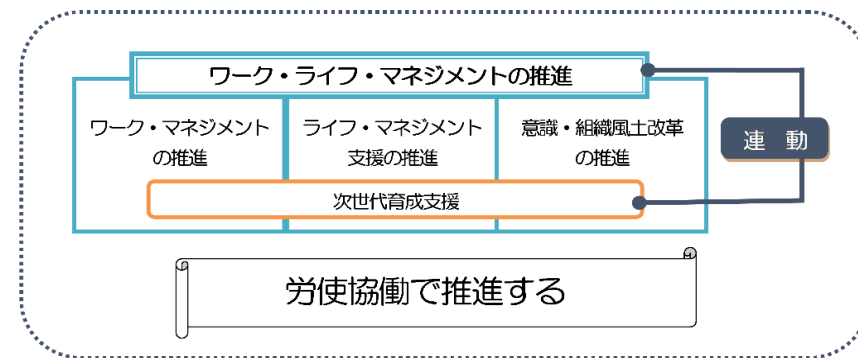 ワーク・ライフ・マネジメントの推進
ワーク・マネジメント
の推進
ライフ・マネジメント
支援の推進
意識・組織風土改革
の推進
連　動
次世代育成支援
労使協働で推進する